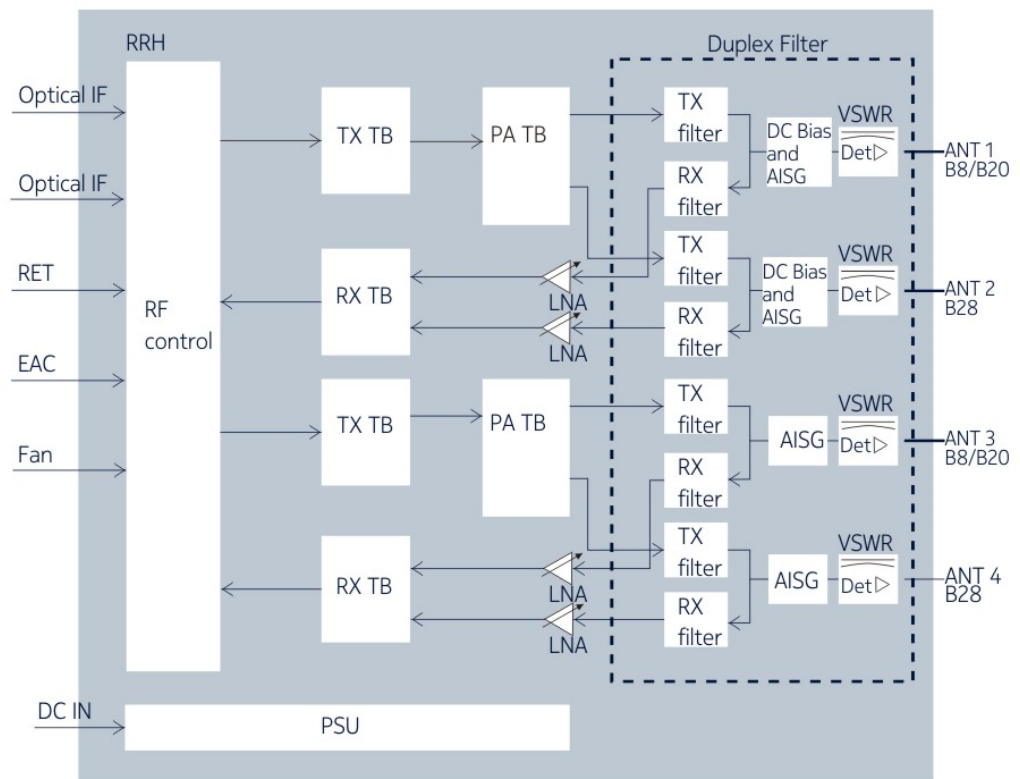 RRH
Duplex Filter
Optical IF
Optical IF
RET
EAC
Fan
DC IN
RF
control
TX TB
PA TB
TX
filter
RX
filter
DC Bias
and
AISG
VSWR
Det
ANT 1
B8/B20
RX TB
LNA
LNA
TX
filter
RX
filter
DC Bias
and
AISG
VSWR
Det
ANT 2
B28
TX TB
PA TB
TX
filter
RX
filter
AISG
VSWR
Det
ANT 3
B8/B20
RX TB
LNA
LNA
TX
filter
RX
filter
AISG
VSWR
Det
ANT 4
B28
PSU